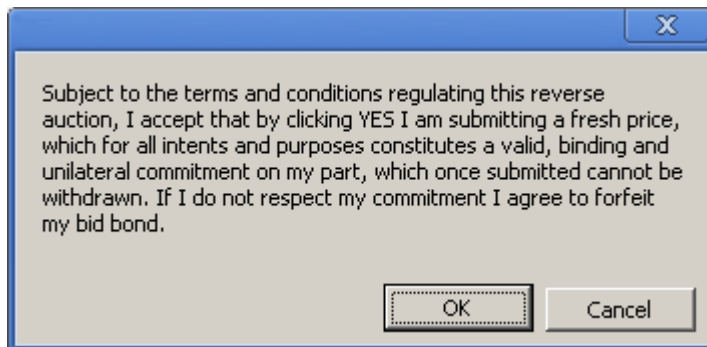 Subject to the terms and conditions regulating this reverse
auction, I accept that by clicking YES I am submitting a fresh price,
which for all intents and purposes constitutes a valid, binding and
unilateral commitment on my part, which once submitted cannot be
withdrawn. If I do not respect my commitment I agree to forfeit
my bid bond.
OK Cancel